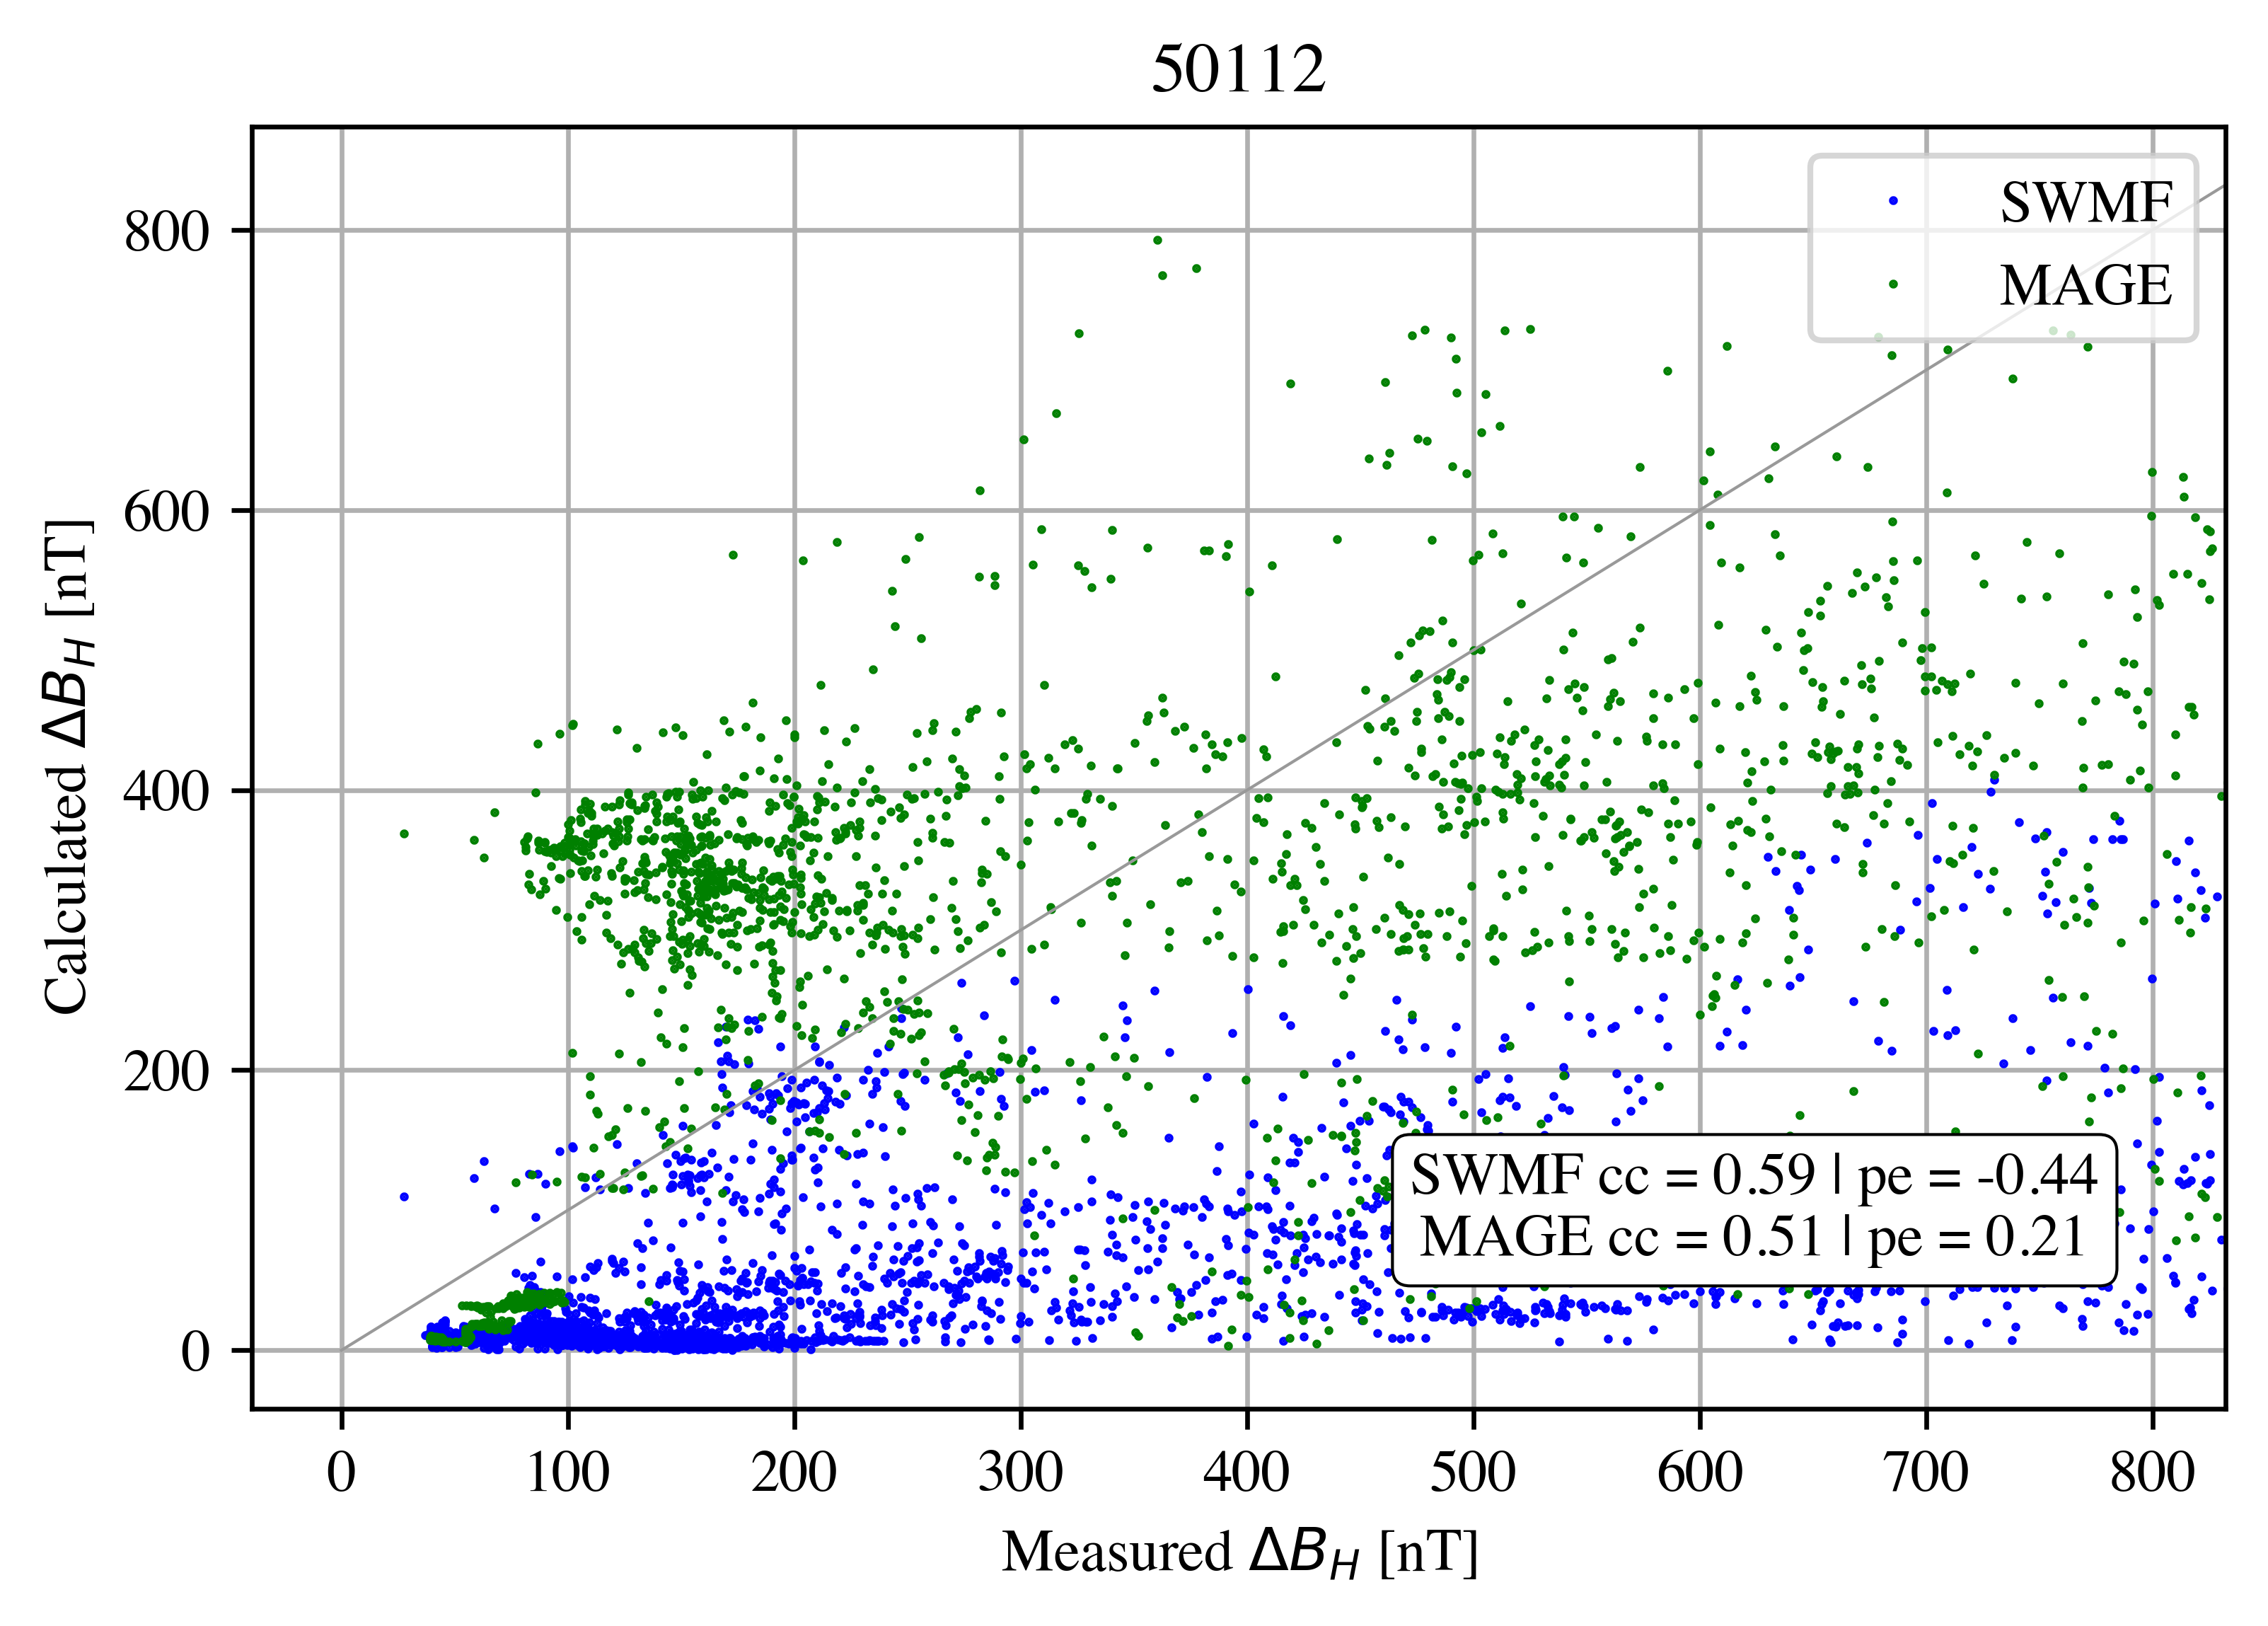 50112
Calculated ΔB_H [nT]
800
600
400
200
0
SWMF
MAGE
SWMF cc = 0.59 | pe = -0.44
MAGE cc = 0.51 | pe = 0.21
0 100 200 300 400 500 600 700 800
Measured ΔB_H [nT]